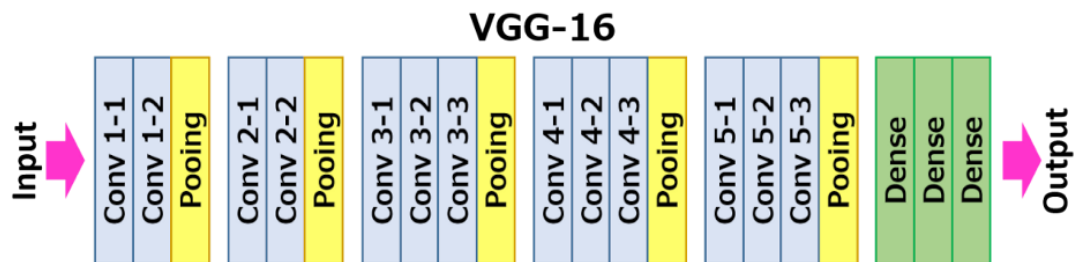 VGG-16
Input
Conv 1-1
Conv 1-2
Pooing
Conv 2-1
Conv 2-2
Pooing
Conv 3-1
Conv 3-2
Conv 3-3
Pooing
Conv 4-1
Conv 4-2
Conv 4-3
Pooing
Conv 5-1
Conv 5-2
Conv 5-3
Pooing
Dense
Dense
Dense
Output